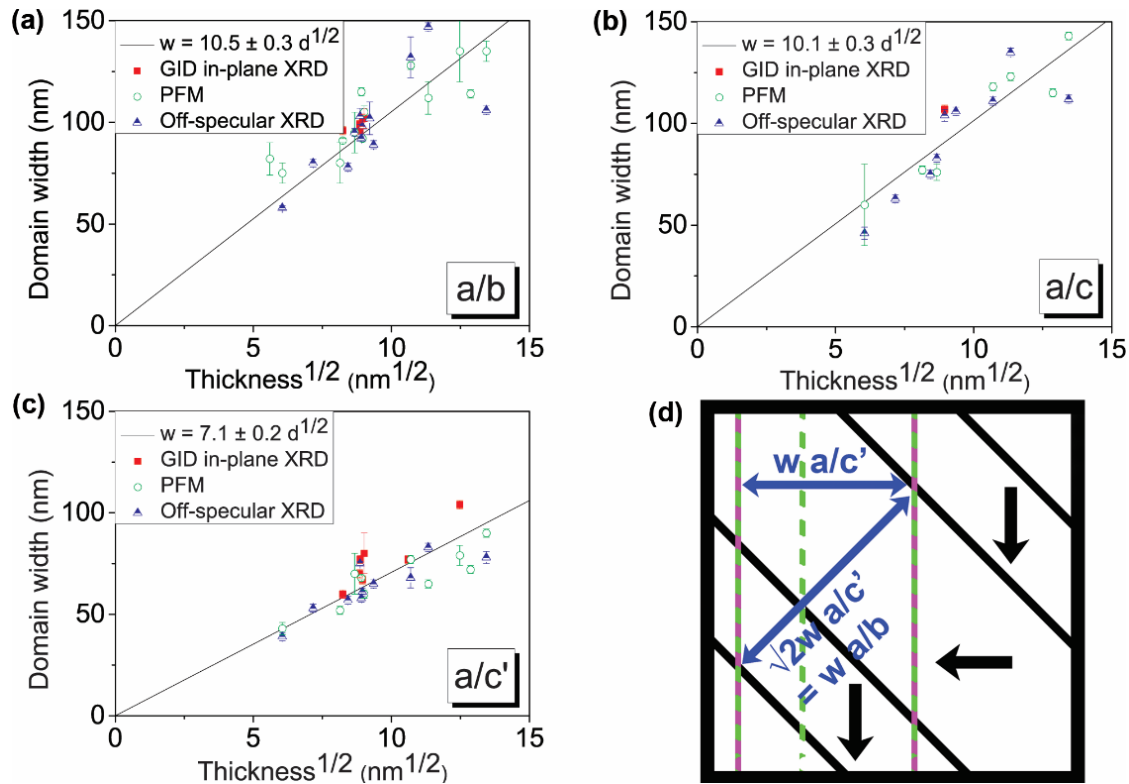 (a)
150
100
50
0
Domain width (nm)
w = 10.5 ± 0.3 d^1/2
GID in-plane XRD
PFM
Off-specular XRD
a/b
0 5 10 15
Thickness^1/2 (nm^1/2)
(b)
150
100
50
0
Domain width (nm)
w = 10.1 ± 0.3 d^1/2
GID in-plane XRD
PFM
Off-specular XRD
a/c
0 5 10 15
Thickness^1/2 (nm^1/2)
(c)
150
100
50
0
Domain width (nm)
w = 7.1 ± 0.2 d^1/2
GID in-plane XRD
PFM
Off-specular XRD
a/c'
0 5 10 15
Thickness^1/2 (nm^1/2)
(d)
w a/c’
√2w a/c’
= w a/b